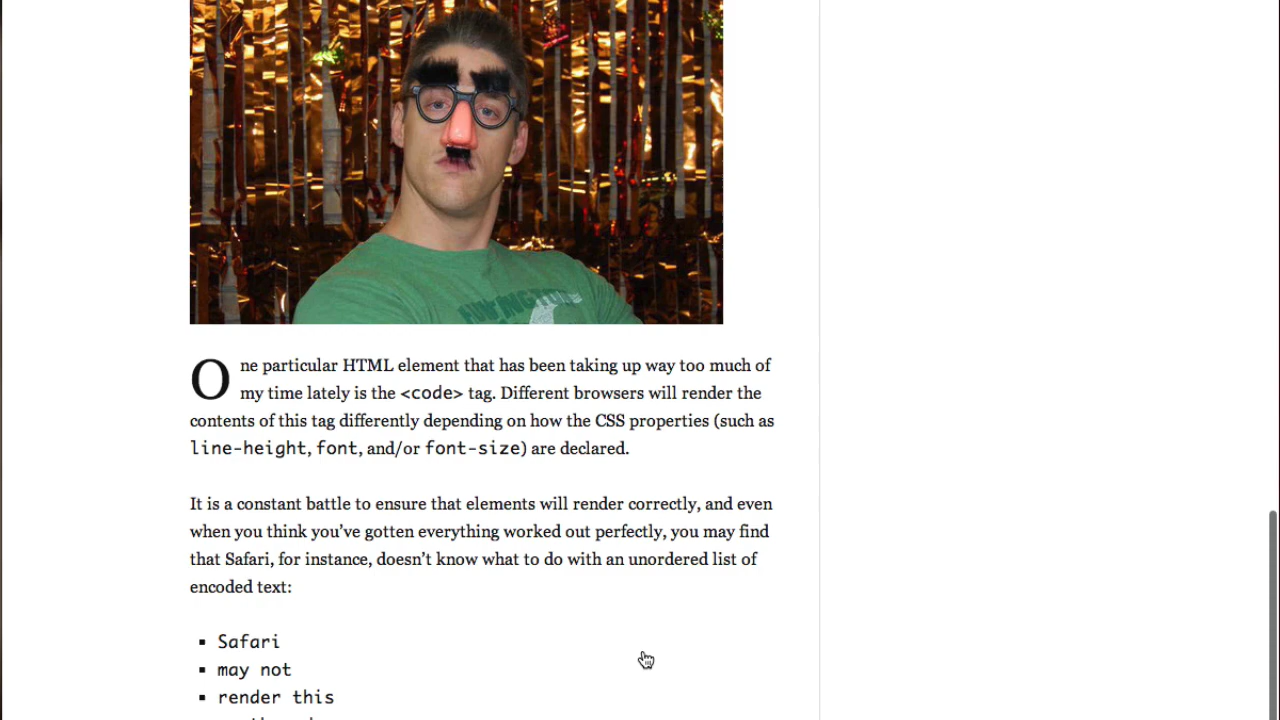 One particular HTML element that has been taking up way too much of
my time lately is the <code> tag. Different browsers will render the
contents of this tag differently depending on how the CSS properties (such as
line-height, font, and/or font-size) are declared.
It is a constant battle to ensure that elements will render correctly, and even
when you think you’ve gotten everything worked out perfectly, you may find
that Safari, for instance, doesn’t know what to do with an unordered list of
encoded text:
▪ Safari
▪ may not
▪ render this